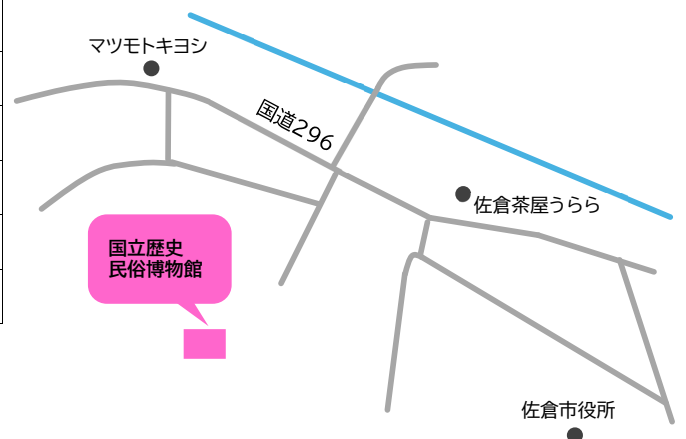 マツモトキヨシ
国道296
佐倉茶屋うらら
国立歴史
民俗博物館
佐倉市役所